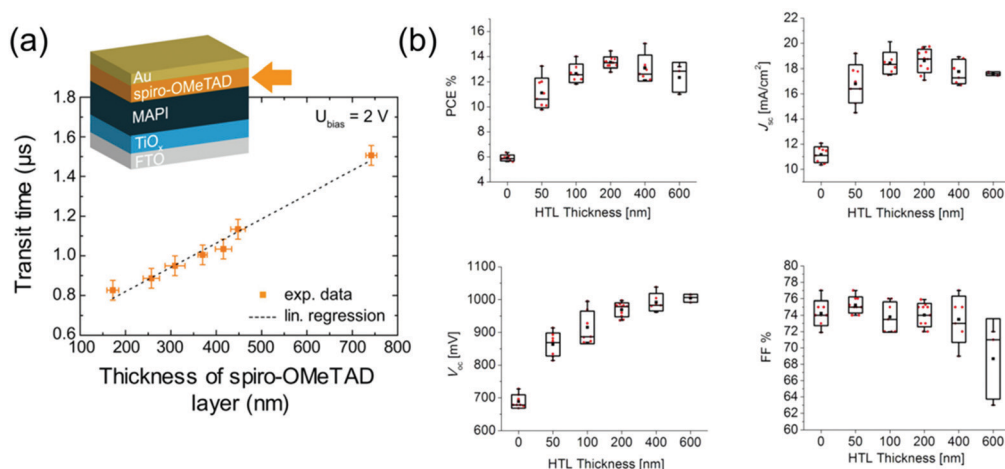 (a)
Au
spiro-OMeTAD
MAPI
TiOx
FTO
U_bias = 2 V
Transit time (μs)
1.8
1.6
1.4
1.2
1.0
0.8
0.6
exp. data
lin. regression
100 200 300 400 500 600 700 800
Thickness of spiro-OMeTAD
layer (nm)
(b)
PCE %
16
14
12
10
8
6
4
0 50 100 200 400 600
HTL Thickness [nm]
Jsc [mA/cm²]
22
20
18
16
14
12
10
0 50 100 200 400 600
HTL Thickness [nm]
Voc [mV]
1100
1000
900
800
700
600
0 50 100 200 400 600
HTL Thickness [nm]
FF %
78
76
74
72
70
68
66
64
62
60
0 50 100 200 400 600
HTL Thickness [nm]